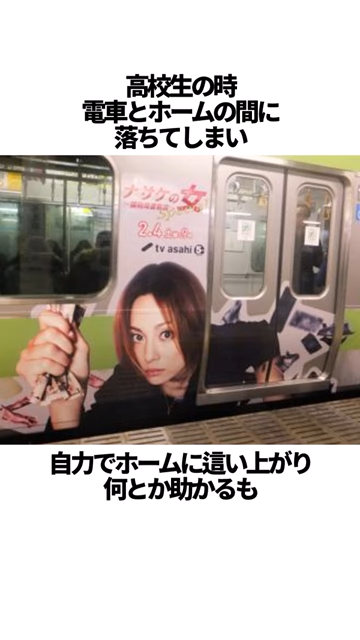 高校生の時
電車とホームの間に
落ちてしまい
ナサケの女
2.4
tv asahi 5
自力でホームに這い上がり
何とか助かるも